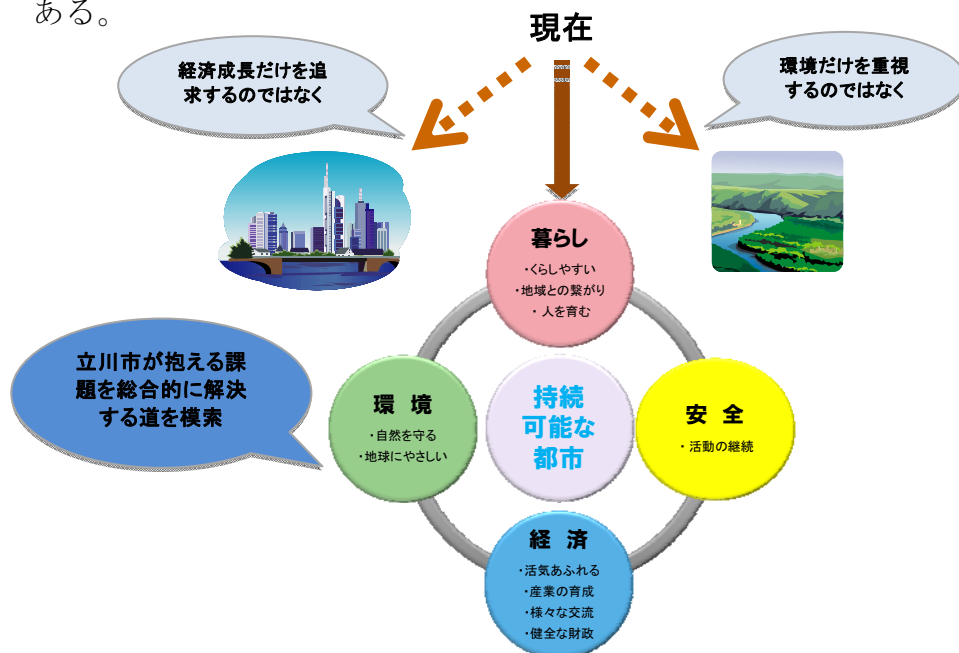 ある。
現在
経済成長だけを追
求するのではなく
環境だけを重視
するのではなく
暮らし
・くらしやすい
・地域との繋がり
・人を育む
立川市が抱える課
題を総合的に解決
する道を模索
環 境
・自然を守る
・地球にやさしい
持続
可能な
都市
安 全
・活動の継続
経 済
・活気あふれる
・産業の育成
・様々な交流
・健全な財政